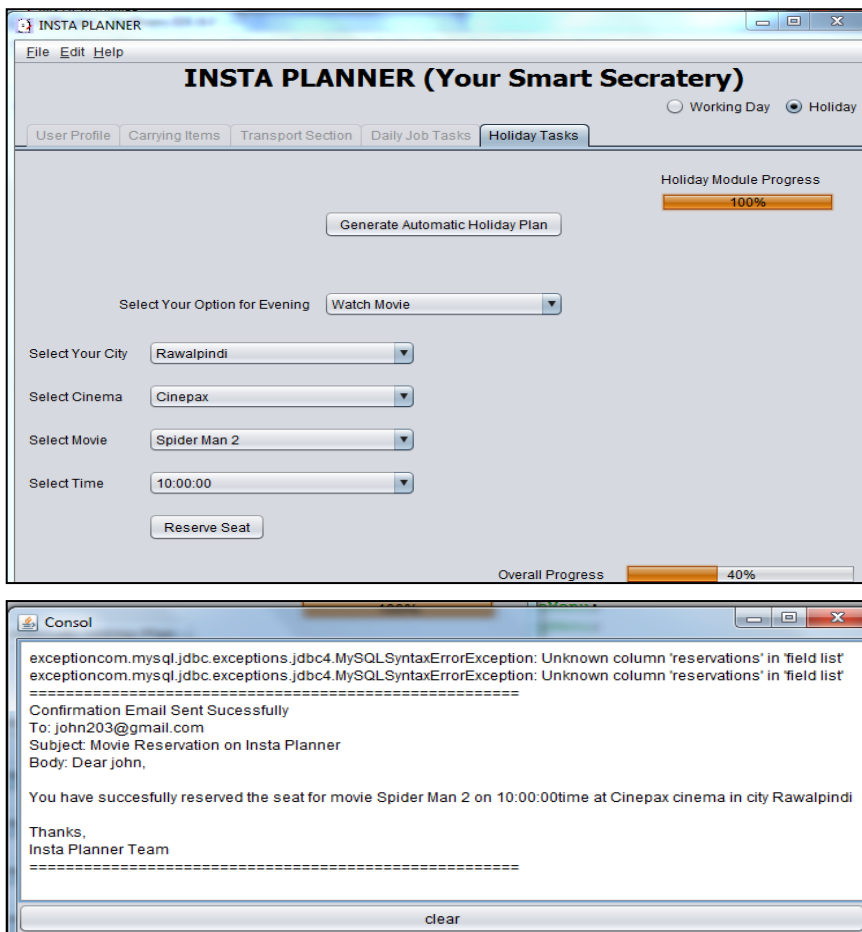 INSTA PLANNER
File Edit Help
INSTA PLANNER (Your Smart Secratery)
Working Day Holiday
User Profile Carrying Items Transport Section Daily Job Tasks Holiday Tasks
Holiday Module Progress
100%
Generate Automatic Holiday Plan
Select Your Option for Evening Watch Movie
Select Your City Rawalpindi
Select Cinema Cinepax
Select Movie Spider Man 2
Select Time 10:00:00
Reserve Seat
Overall Progress 40%
Consol
exceptioncom.mysql.jdbc.exceptions.jdbc4.MySQLSyntaxErrorException: Unknown column 'reservations' in 'field list'
exceptioncom.mysql.jdbc.exceptions.jdbc4.MySQLSyntaxErrorException: Unknown column 'reservations' in 'field list'
======================================================
Confirmation Email Sent Sucessfully
To: john203@gmail.com
Subject: Movie Reservation on Insta Planner
Body: Dear john,
You have succesfully reserved the seat for movie Spider Man 2 on 10:00:00time at Cinepax cinema in city Rawalpindi
Thanks,
Insta Planner Team
======================================================
clear